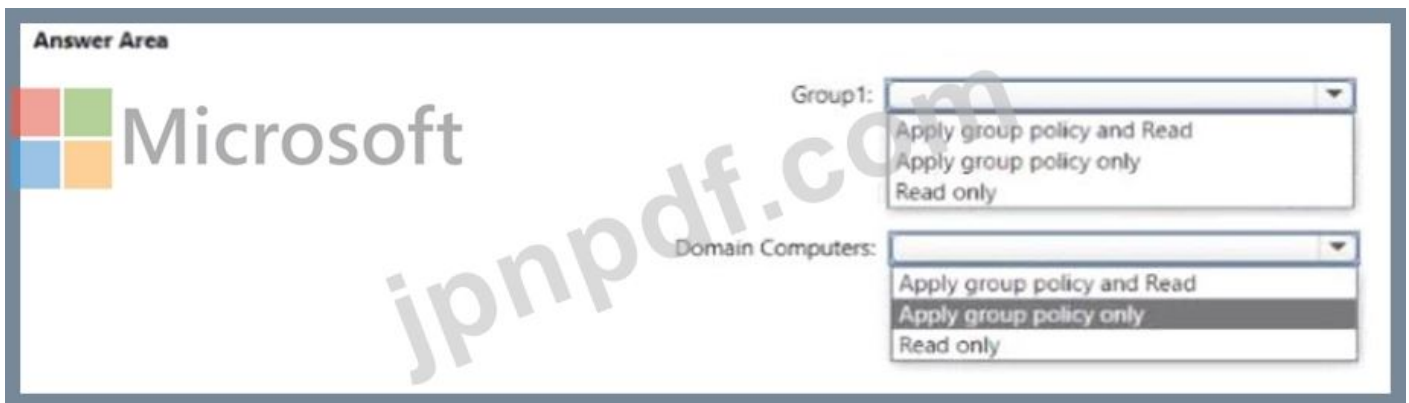 Answer Area
Microsoft
Group1:
Apply group policy and Read
Apply group policy only
Read only
Domain Computers:
Apply group policy and Read
Apply group policy only
Read only
jpnpdf.com